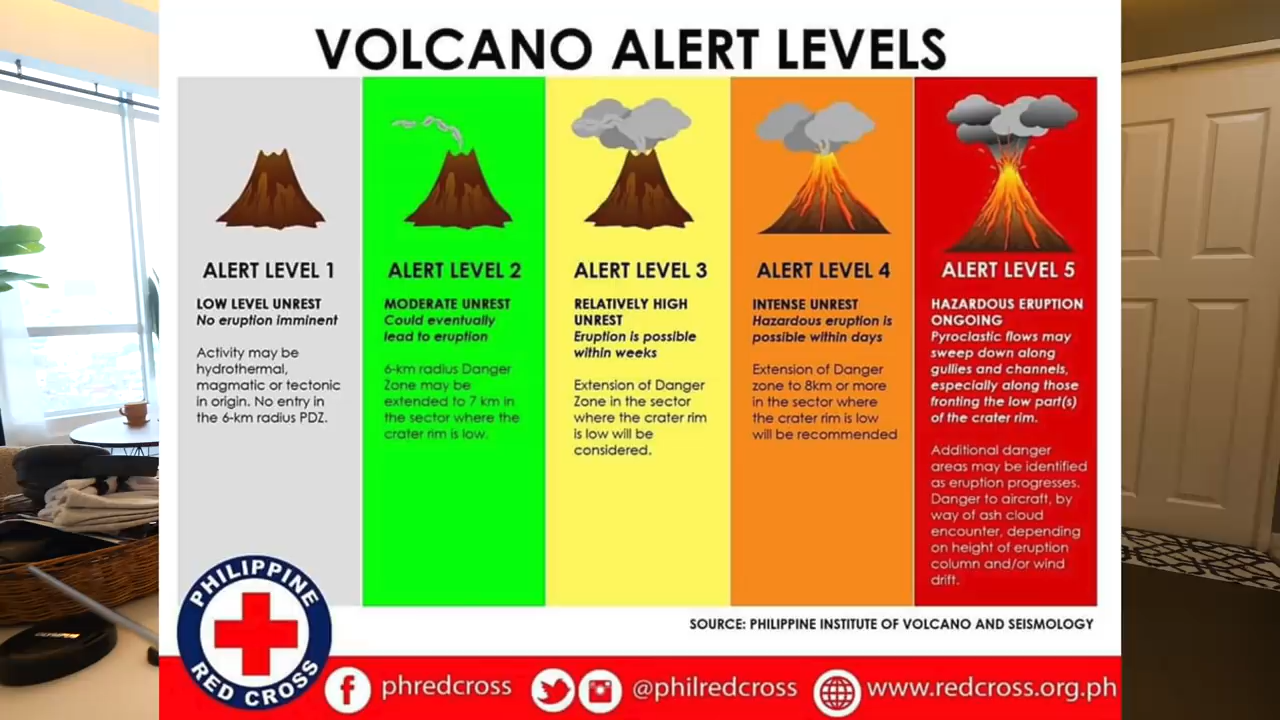 VOLCANO ALERT LEVELS
ALERT LEVEL 1
LOW LEVEL UNREST
No eruption imminent
Activity may be
hydrothermal,
magmatic or tectonic
in origin. No entry in
the 6-km radius PDZ.
ALERT LEVEL 2
MODERATE UNREST
Could eventually
lead to eruption
6-km radius Danger
Zone may be
extended to 7 km in
the sector where the
crater rim is low.
ALERT LEVEL 3
RELATIVELY HIGH
UNREST
Eruption is possible
within weeks
Extension of Danger
Zone in the sector
where the crater rim
is low will be
considered.
ALERT LEVEL 4
INTENSE UNREST
Hazardous eruption is
possible within days
Extension of Danger
zone to 8km or more
in the sector where
the crater rim is low
will be recommended
ALERT LEVEL 5
HAZARDOUS ERUPTION
ONGOING
Pyroclastic flows may
sweep down along
gullies and channels,
especially along those
fronting the low part(s)
of the crater rim.
Additional danger
areas may be identified
as eruption progresses.
Danger to aircraft, by
way of ash cloud
encounter, depending
on height of eruption
column and/or wind
drift.
SOURCE: PHILIPPINE INSTITUTE OF VOLCANO AND SEISMOLOGY
PHILIPPINE
RED CROSS
phredcross
@philredcross
www.redcross.org.ph